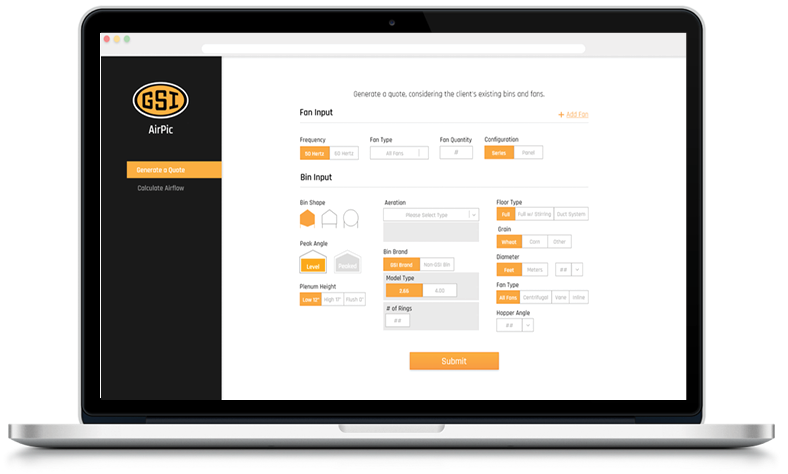 GSI
AirPic
Generate a Quote
Calculate Airflow
Generate a quote, considering the client's existing bins and fans.
Fan Input
+ Add Fan
Frequency
Fan Type
Fan Quantity
Configuration
60 Hertz
All Fans
#
Series
Bin Input
Bin Shape
Aeration
Floor Type
Please Select Type
Full
Full w/ Stirring
Duct System
Grain
Wheat
Corn
Other
Peak Angle
Level
Peaked
Bin Brand
GSI Brand
Non-GSI Bin
Diameter
Feet
Meters
##
Model Type
2.66
4.00
Plenum Height
Low 12"
High 17"
Flush 0"
Fan Type
All Fans
Centrifugal
Vane
Inline
# of Rings
##
Hopper Angle
##
Submit